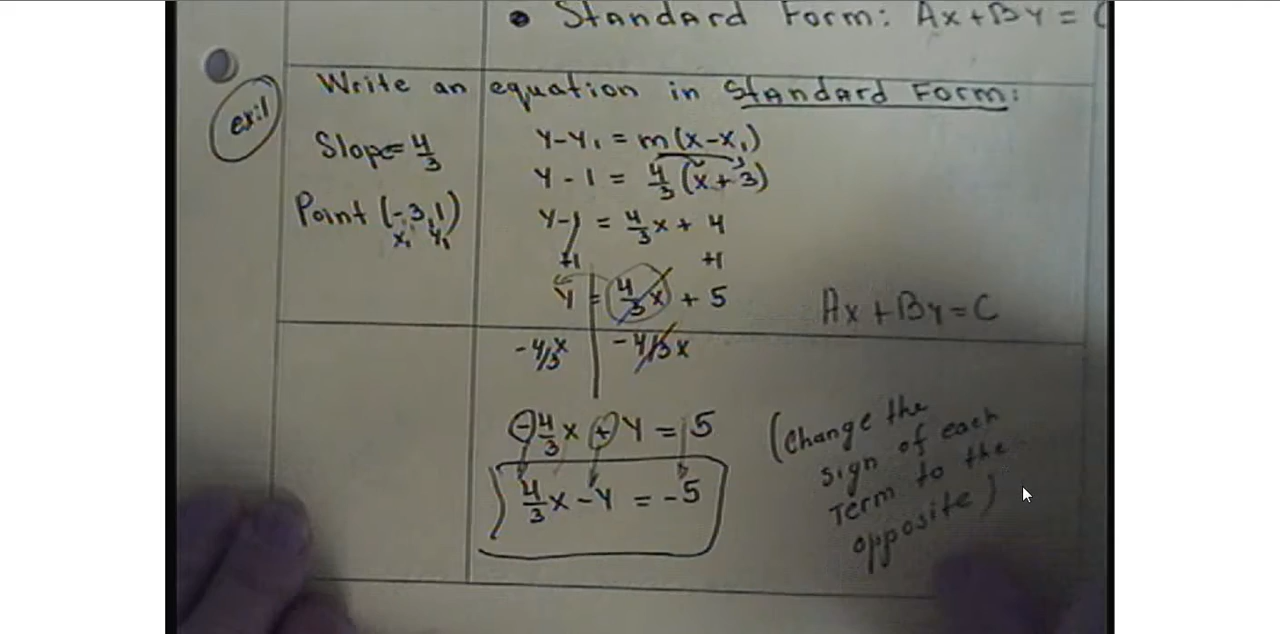 • Standard Form: Ax+By=
ex:1
Write an equation in Standard Form:
Slope=4/3
Point (-3,1)
x₁ y₁
y-y₁ = m(x-x₁)
y-1 = 4/3(x+3)
y-1 = 4/3x + 4
+1 +1
y = 4/3x + 5
Ax+By=C
-4/3x -4/3x
-4/3x + y = 5
4/3x - y = -5
(Change the
sign of each
term to the
opposite)